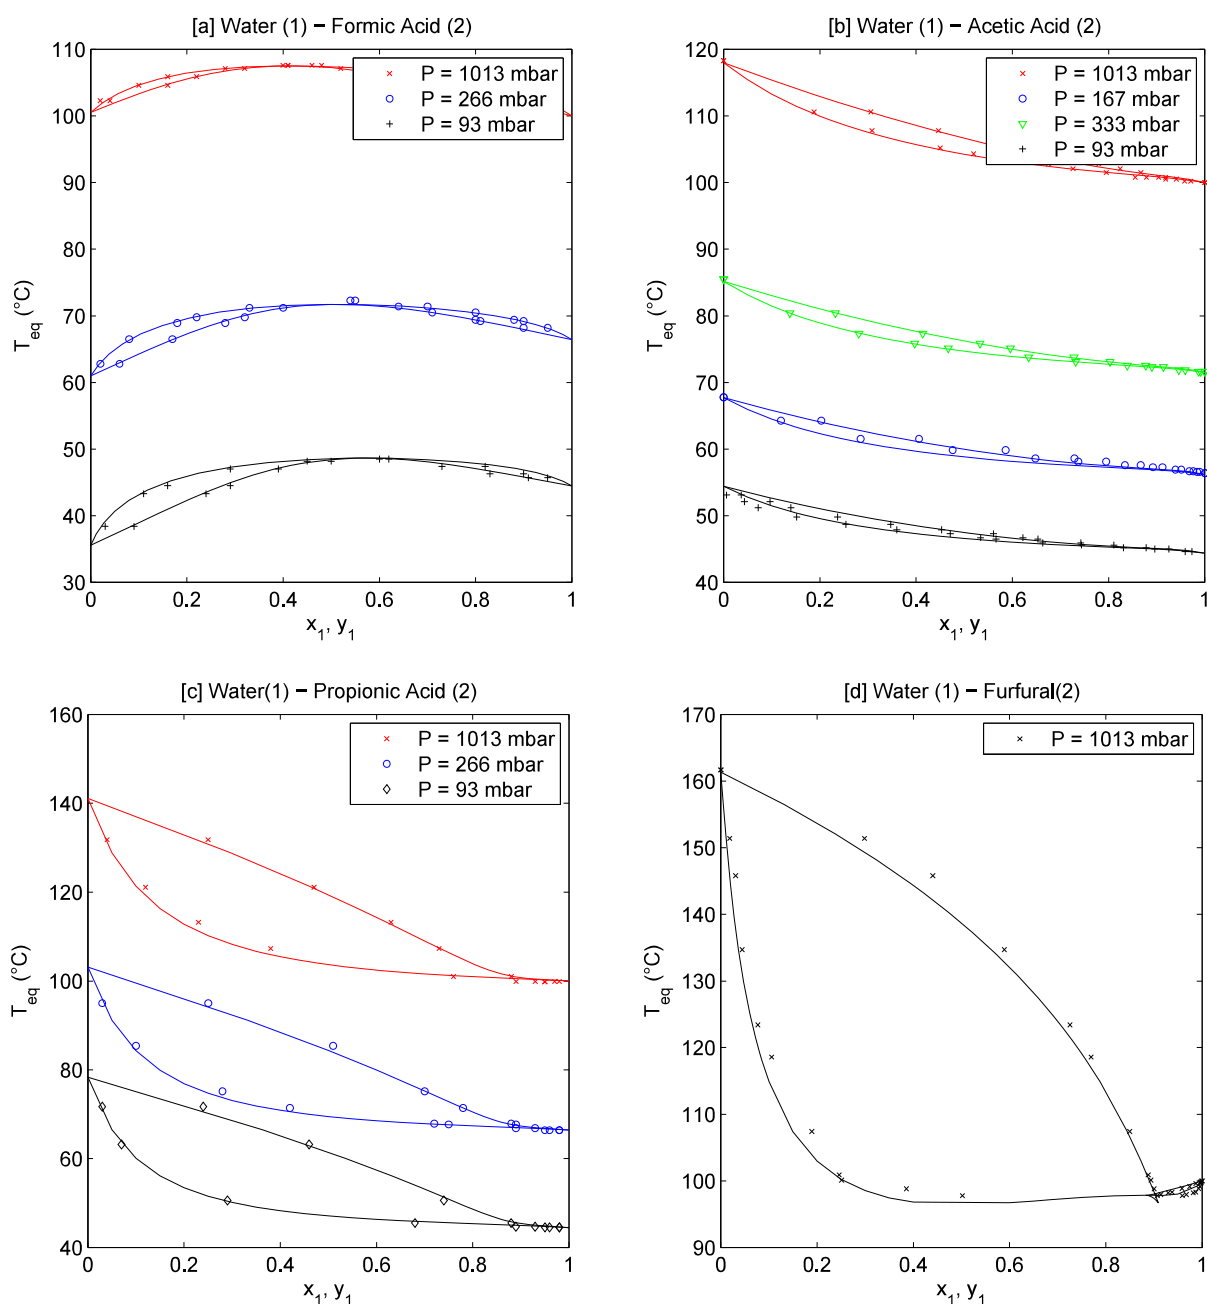 [a] Water (1) − Formic Acid (2)
110
100
90
80
70
60
50
40
30
T_eq (°C)
P = 1013 mbar
P = 266 mbar
P = 93 mbar
0 0.2 0.4 0.6 0.8 1
x_1, y_1
[b] Water (1) − Acetic Acid (2)
120
110
100
90
80
70
60
50
40
T_eq (°C)
P = 1013 mbar
P = 167 mbar
P = 333 mbar
P = 93 mbar
0 0.2 0.4 0.6 0.8 1
x_1, y_1
[c] Water(1) − Propionic Acid (2)
160
140
120
100
80
60
40
T_eq (°C)
P = 1013 mbar
P = 266 mbar
P = 93 mbar
0 0.2 0.4 0.6 0.8 1
x_1, y_1
[d] Water (1) − Furfural(2)
170
160
150
140
130
120
110
100
90
T_eq (°C)
P = 1013 mbar
0 0.2 0.4 0.6 0.8 1
x_1, y_1